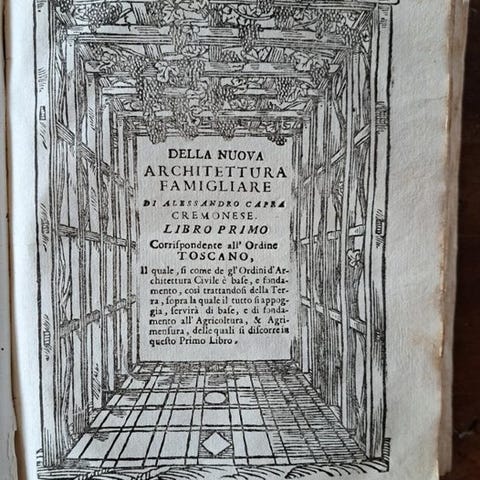 DELLA NUOVA
ARCHITETTURA
FAMIGLIARE
DI ALESSANDRO CAPRA
CREMONESE.
LIBRO PRIMO
Corrispondente all'Ordine
TOSCANO,
Il quale, si come de gl'Ordini d'Ar-
chitettura Civile è base, e fonda-
mento, così trattandosi della Ter-
ra, sopra la quale il tutto si appog-
gia, servirà di base, e di fonda-
mento all'Agricoltura, & Agri-
mensura, delle quali si discorre in
questo Primo Libro.